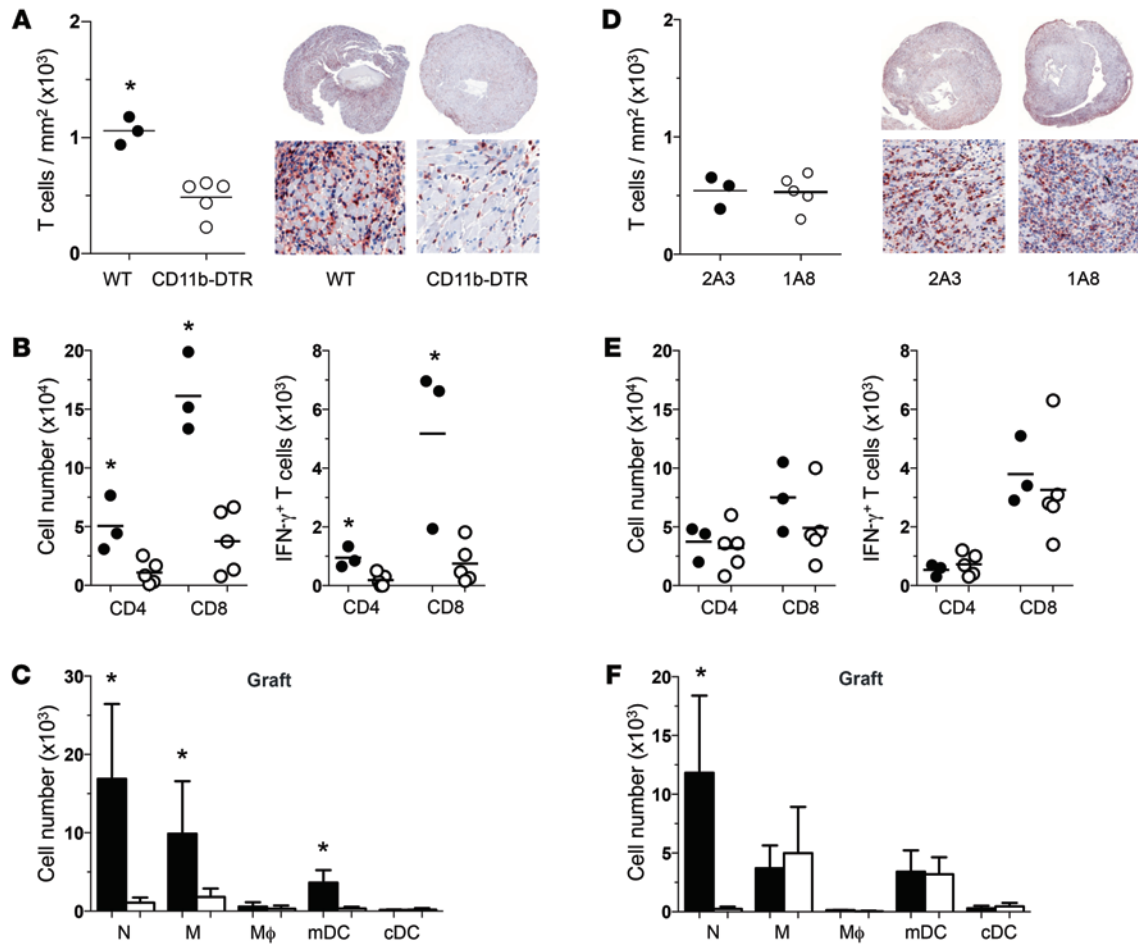 A
T cells / mm² (x10³)
2
1
0
*
WT
CD11b-DTR
WT
CD11b-DTR
D
T cells / mm² (x10³)
2
1
0
2A3
1A8
2A3
1A8
B
Cell number (x10⁴)
20
15
10
5
0
*
*
CD4
CD8
IFN-γ⁺ T cells (x10³)
8
6
4
2
0
*
*
CD4
CD8
E
Cell number (x10⁴)
20
15
10
5
0
CD4
CD8
IFN-γ⁺ T cells (x10³)
8
6
4
2
0
CD4
CD8
C
Graft
Cell number (x10³)
30
20
10
0
*
*
*
N
M
Mϕ
mDC
cDC
F
Graft
Cell number (x10³)
20
15
10
5
0
*
N
M
Mϕ
mDC
cDC